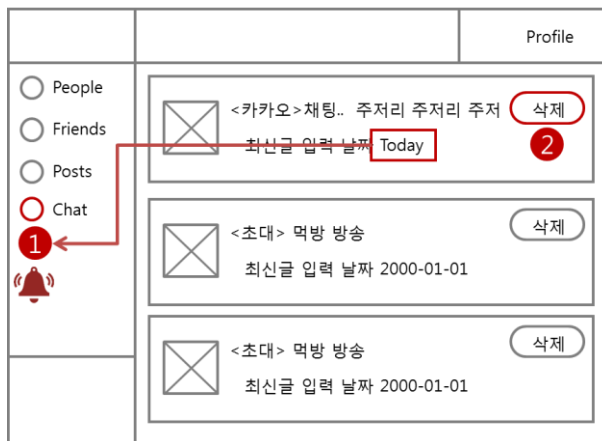 Profile
People
Friends
Posts
Chat
1
<카카오>채팅.. 주저리 주저리 주저
삭제
최신글 입력 날짜 Today
2
<초대> 먹방 방송
삭제
최신글 입력 날짜 2000-01-01
<초대> 먹방 방송
삭제
최신글 입력 날짜 2000-01-01